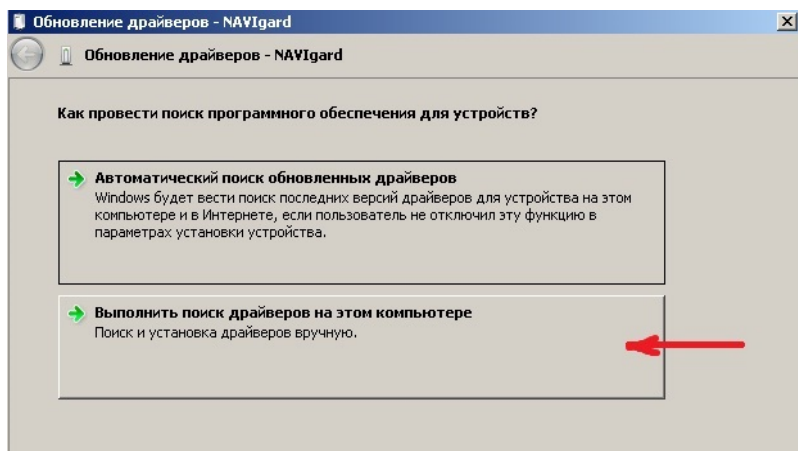 Обновление драйверов - NAVIgard
Обновление драйверов - NAVIgard
Как провести поиск программного обеспечения для устройств?
Автоматический поиск обновленных драйверов
Windows будет вести поиск последних версий драйверов для устройства на этом
компьютере и в Интернете, если пользователь не отключил эту функцию в
параметрах установки устройства.
Выполнить поиск драйверов на этом компьютере
Поиск и установка драйверов вручную.